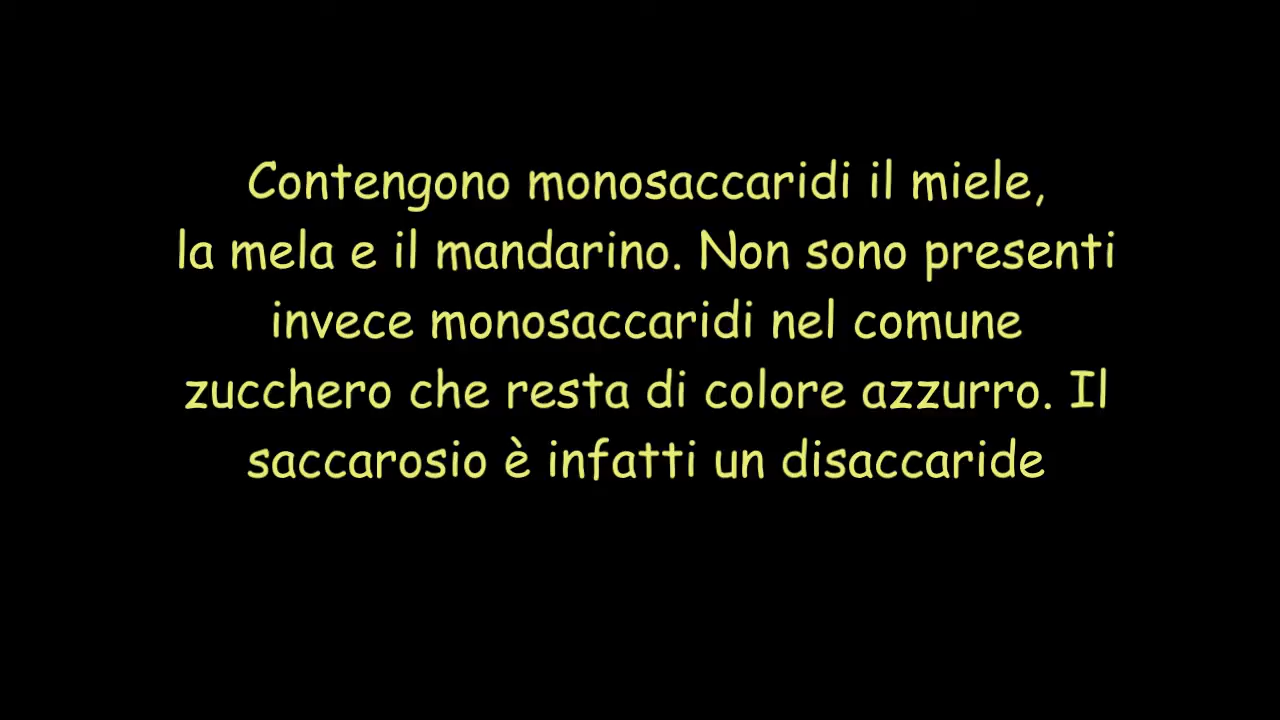 Contengono monosaccaridi il miele,
la mela e il mandarino. Non sono presenti
invece monosaccaridi nel comune
zucchero che resta di colore azzurro. Il
saccarosio è infatti un disaccaride